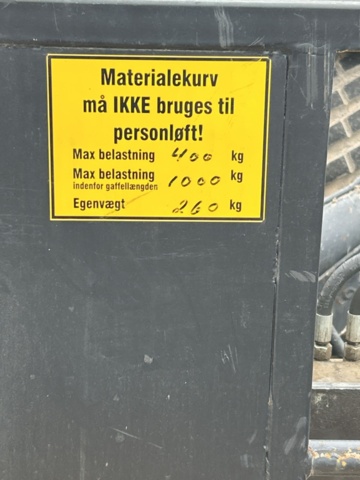 Materialekurv
må IKKE bruges til
personløft!
Max belastning 400 kg
Max belastning 1000 kg
indenfor gaffellængden
Egenvægt 260 kg